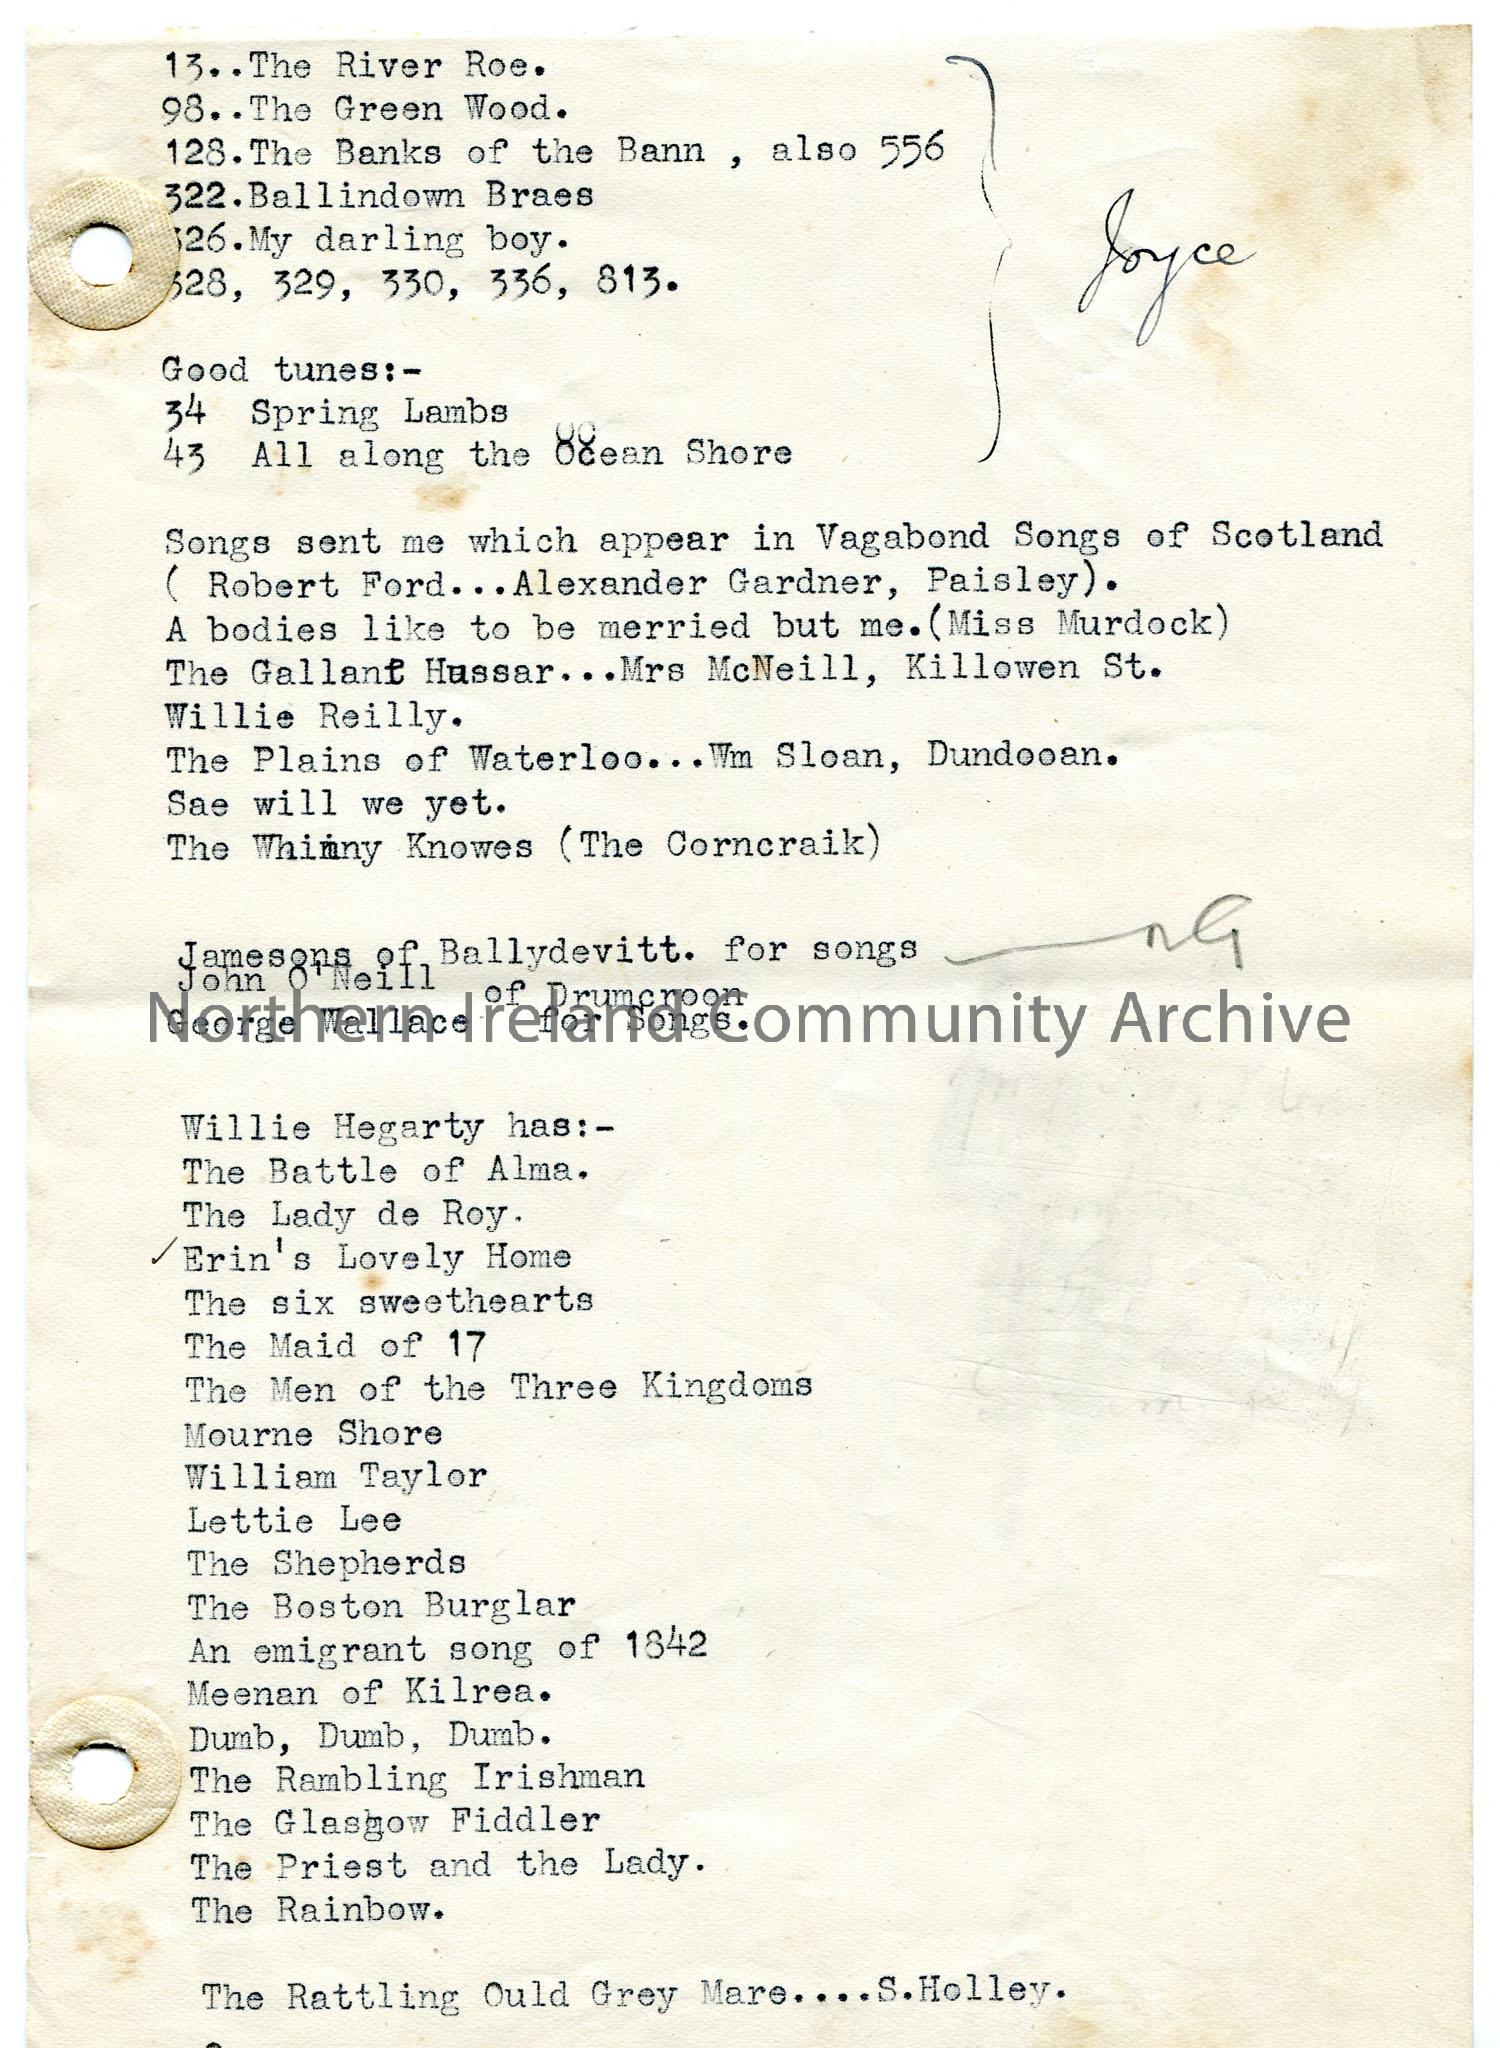 13..The River Roe.
98..The Green Wood.
128.The Banks of the Bann , also 556
322.Ballindown Braes
326.My darling boy.
328, 329, 330, 336, 813.
Joyce
Good tunes:-
34 Spring Lambs
43 All along the Ocean Shore
Songs sent me which appear in Vagabond Songs of Scotland
( Robert Ford...Alexander Gardner, Paisley).
A bodies like to be merried but me.(Miss Murdock)
The Gallant Hussar...Mrs McNeill, Killowen St.
Willie Reilly.
The Plains of Waterloo...Wm Sloan, Dundooan.
Sae will we yet.
The Whinny Knowes (The Corncraik)
Jamesons of Ballydevitt. for songs
John O'Neill of Drumcroon
George Wallace for Songs.
Northern Ireland Community Archive
Willie Hegarty has:-
The Battle of Alma.
The Lady de Roy.
✓ Erin's Lovely Home
The six sweethearts
The Maid of 17
The Men of the Three Kingdoms
Mourne Shore
William Taylor
Lettie Lee
The Shepherds
The Boston Burglar
An emigrant song of 1842
Meenan of Kilrea.
Dumb, Dumb, Dumb.
The Rambling Irishman
The Glasgow Fiddler
The Priest and the Lady.
The Rainbow.
The Rattling Ould Grey Mare....S.Holley.